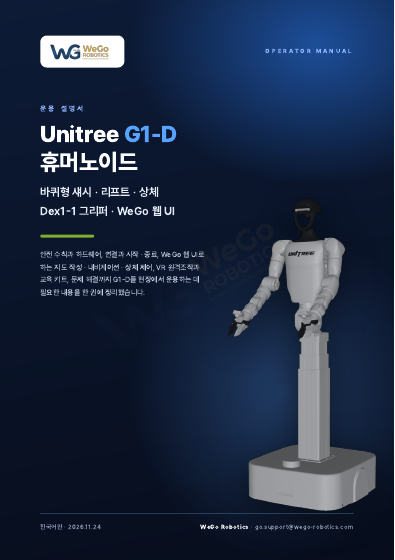 WG WeGo
ROBOTICS
OPERATOR MANUAL
운용 설명서
Unitree G1-D
휴머노이드
바퀴형 섀시 · 리프트 · 상체
Dex1-1 그리퍼 · WeGo 웹 UI
안전 수칙과 하드웨어, 연결과 시작 · 종료, WeGo 웹 UI로
하는 지도 작성 · 내비게이션 · 상체 제어, VR 원격조작과
교육 키트, 문제 해결까지 G1-D를 현장에서 운용하는 데
필요한 내용을 한 권에 정리했습니다.
WeGo
ROBOTICS
UNITREE
한국어판 · 2026.11.24
WeGo Robotics · go.support@wego-robotics.com